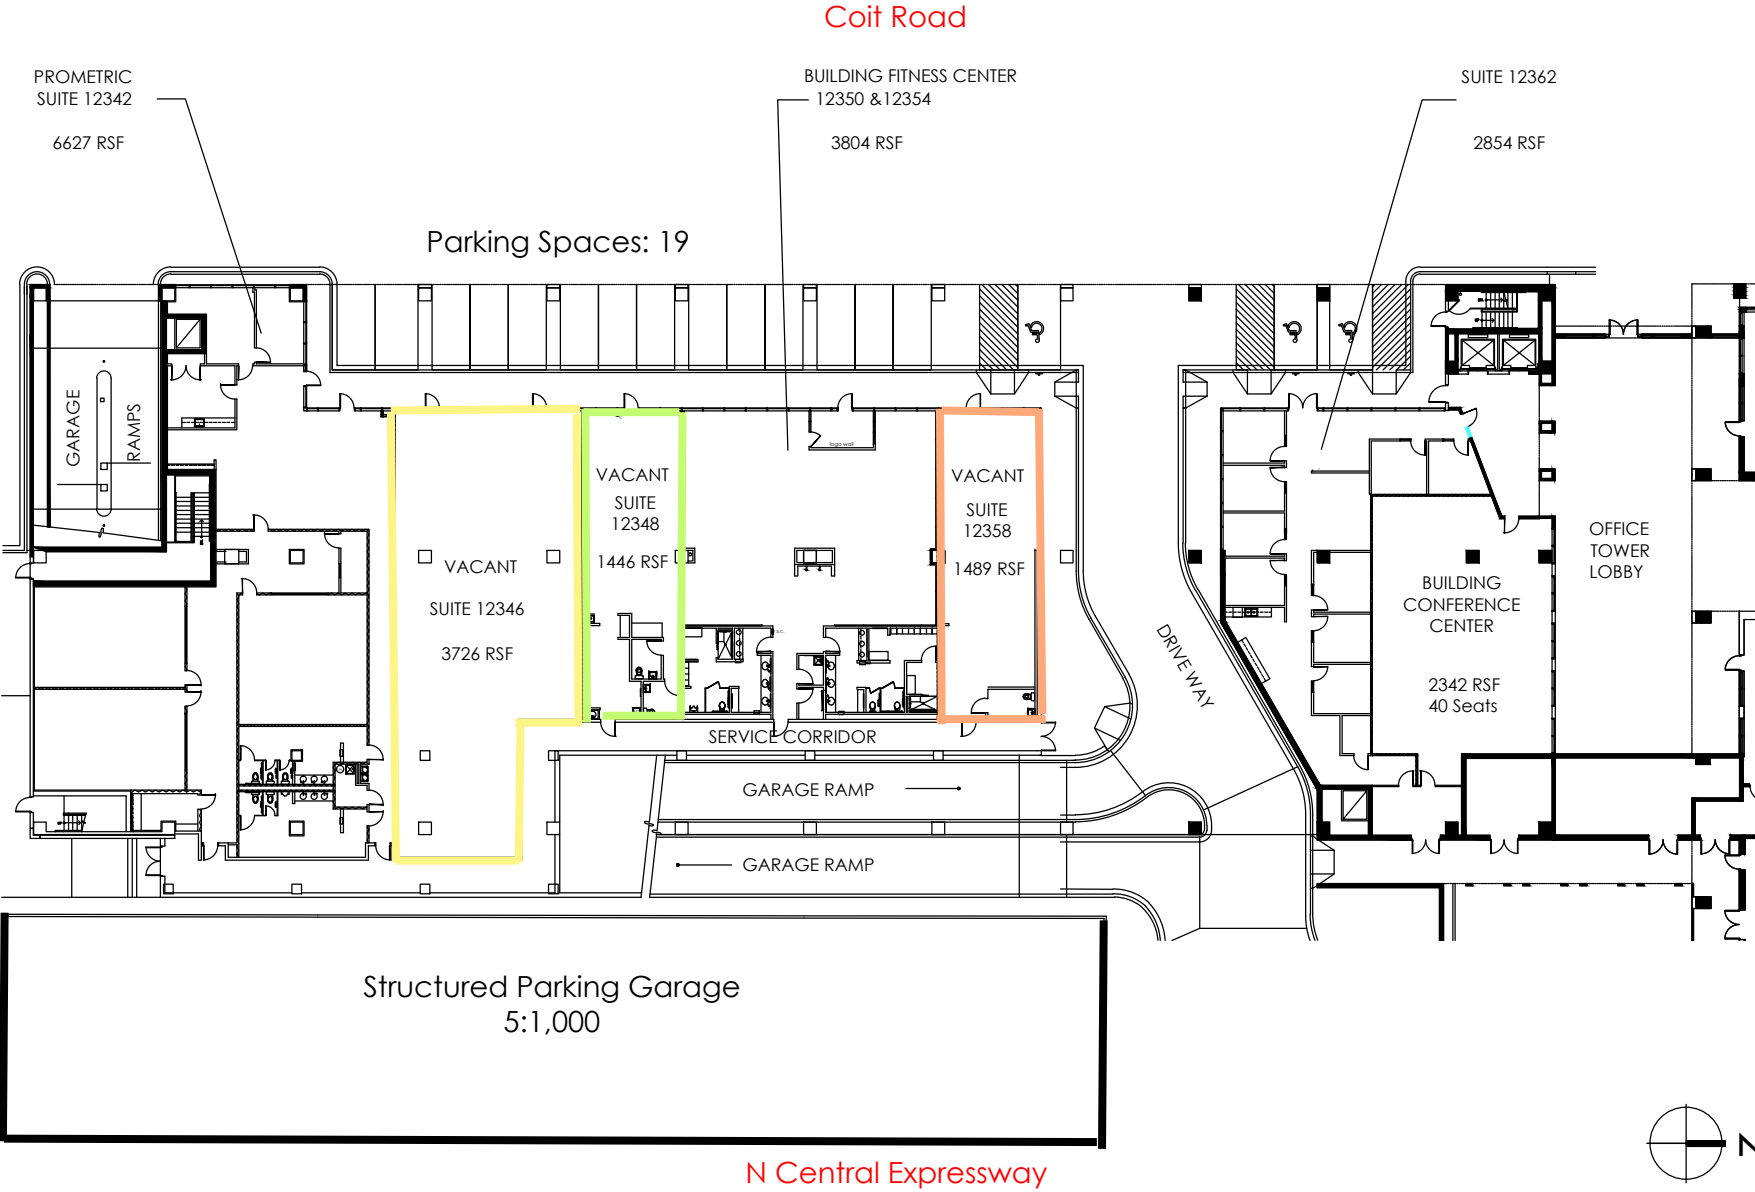 Coit Road
PROMETRIC
SUITE 12342
6627 RSF
BUILDING FITNESS CENTER
12350 &12354
3804 RSF
SUITE 12362
2854 RSF
Parking Spaces: 19
GARAGE
RAMPS
logo wall
VACANT
SUITE 12346
3726 RSF
VACANT
SUITE
12348
1446 RSF
VACANT
SUITE
12358
1489 RSF
DRIVEWAY
BUILDING
CONFERENCE
CENTER
2342 RSF
40 Seats
OFFICE
TOWER
LOBBY
SERVICE CORRIDOR
GARAGE RAMP
GARAGE RAMP
Structured Parking Garage
5:1,000
N Central Expressway
N